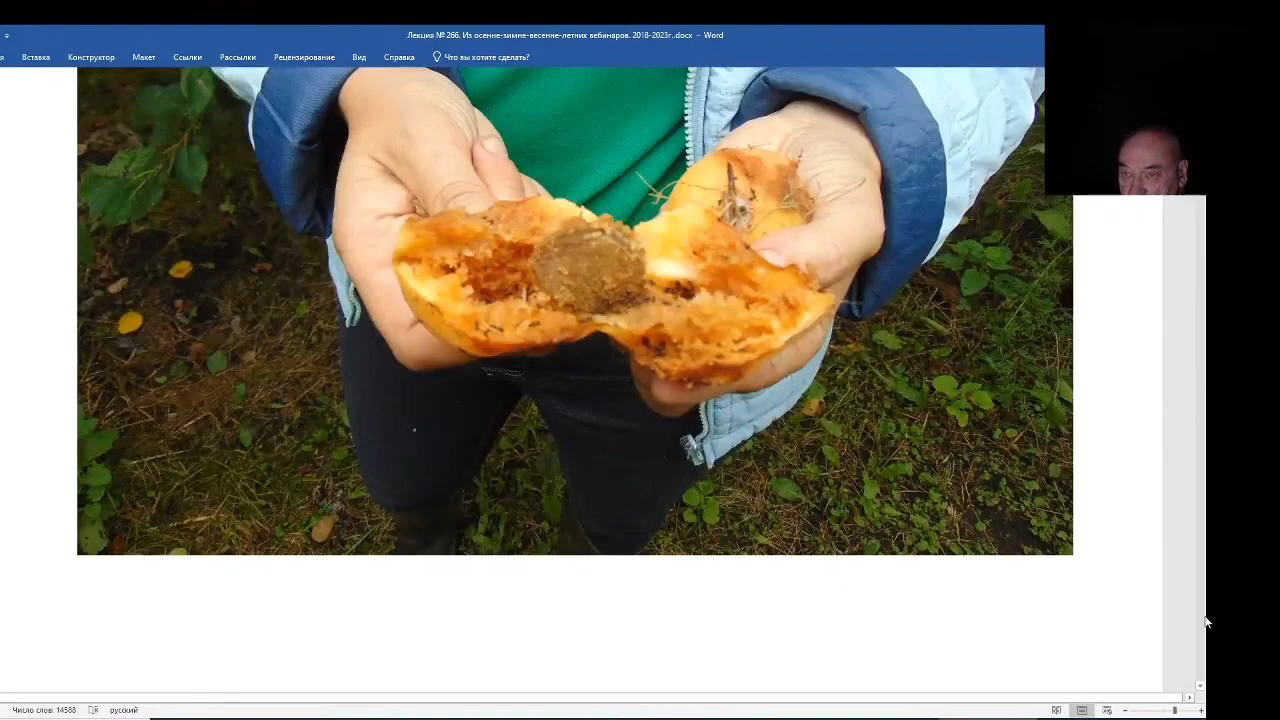 Лекция № 266. Из осенне-зимне-весенне-летних вебинаров. 2018-2023г..docx - Word
Вставка Конструктор Макет Ссылки Рассылки Рецензирование Вид Справка Что вы хотите сделать?
Число слов: 14588 русский